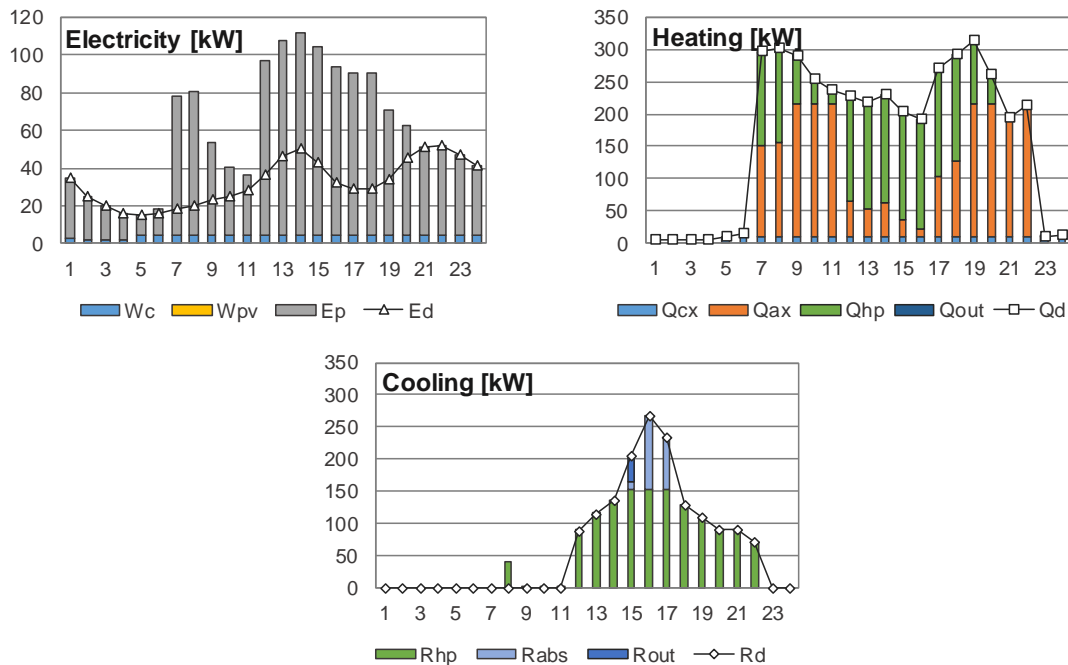 Electricity [kW]
120
100
80
60
40
20
0
1 3 5 7 9 11 13 15 17 19 21 23
Wc Wpv Ep Ed
Heating [kW]
350
300
250
200
150
100
50
0
1 3 5 7 9 11 13 15 17 19 21 23
Qcx Qax Qhp Qout Qd
Cooling [kW]
350
300
250
200
150
100
50
0
1 3 5 7 9 11 13 15 17 19 21 23
Rhp Rabs Rout Rd